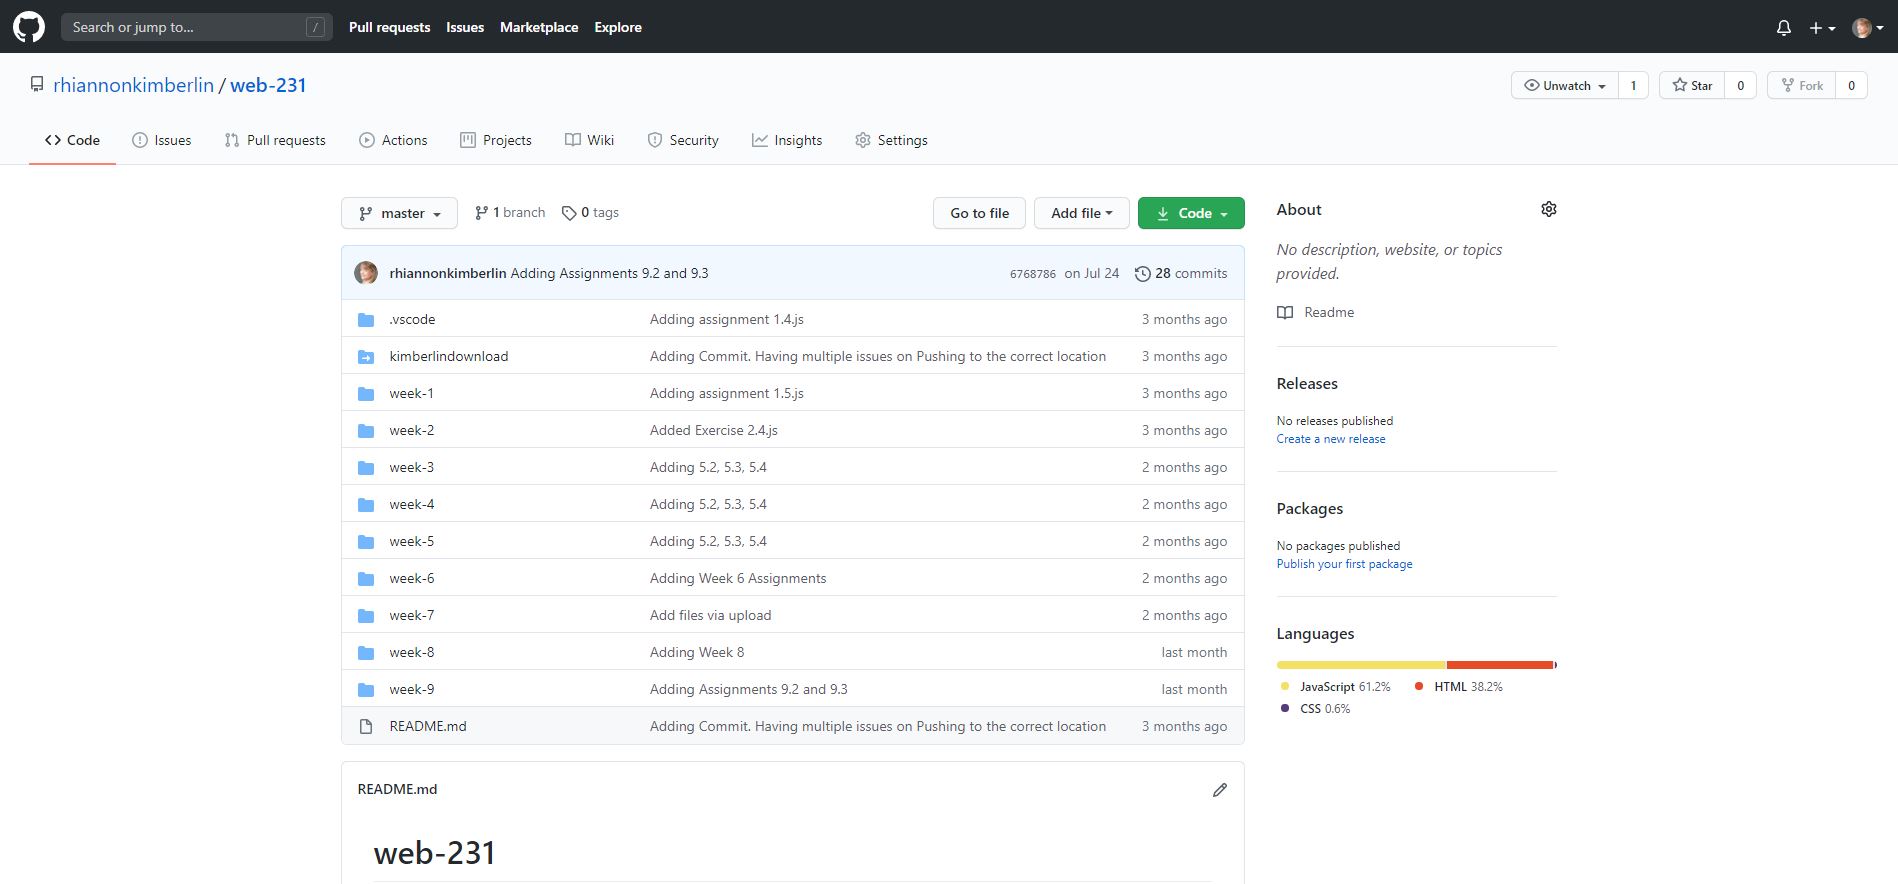 Search or jump to... /
Pull requests Issues Marketplace Explore
rhiannonkimberlin / web-231
Unwatch 1 Star 0 Fork 0
Code Issues Pull requests Actions Projects Wiki Security Insights Settings
master 1 branch 0 tags
Go to file Add file Code
rhiannonkimberlin Adding Assignments 9.2 and 9.3 6768786 on Jul 24 28 commits
.vscode Adding assignment 1.4.js 3 months ago
kimberlindownload Adding Commit. Having multiple issues on Pushing to the correct location 3 months ago
week-1 Adding assignment 1.5.js 3 months ago
week-2 Added Exercise 2.4.js 3 months ago
week-3 Adding 5.2, 5.3, 5.4 2 months ago
week-4 Adding 5.2, 5.3, 5.4 2 months ago
week-5 Adding 5.2, 5.3, 5.4 2 months ago
week-6 Adding Week 6 Assignments 2 months ago
week-7 Add files via upload 2 months ago
week-8 Adding Week 8 last month
week-9 Adding Assignments 9.2 and 9.3 last month
README.md Adding Commit. Having multiple issues on Pushing to the correct location 3 months ago
README.md
web-231
About
No description, website, or topics
provided.
Readme
Releases
No releases published
Create a new release
Packages
No packages published
Publish your first package
Languages
JavaScript 61.2% HTML 38.2%
CSS 0.6%